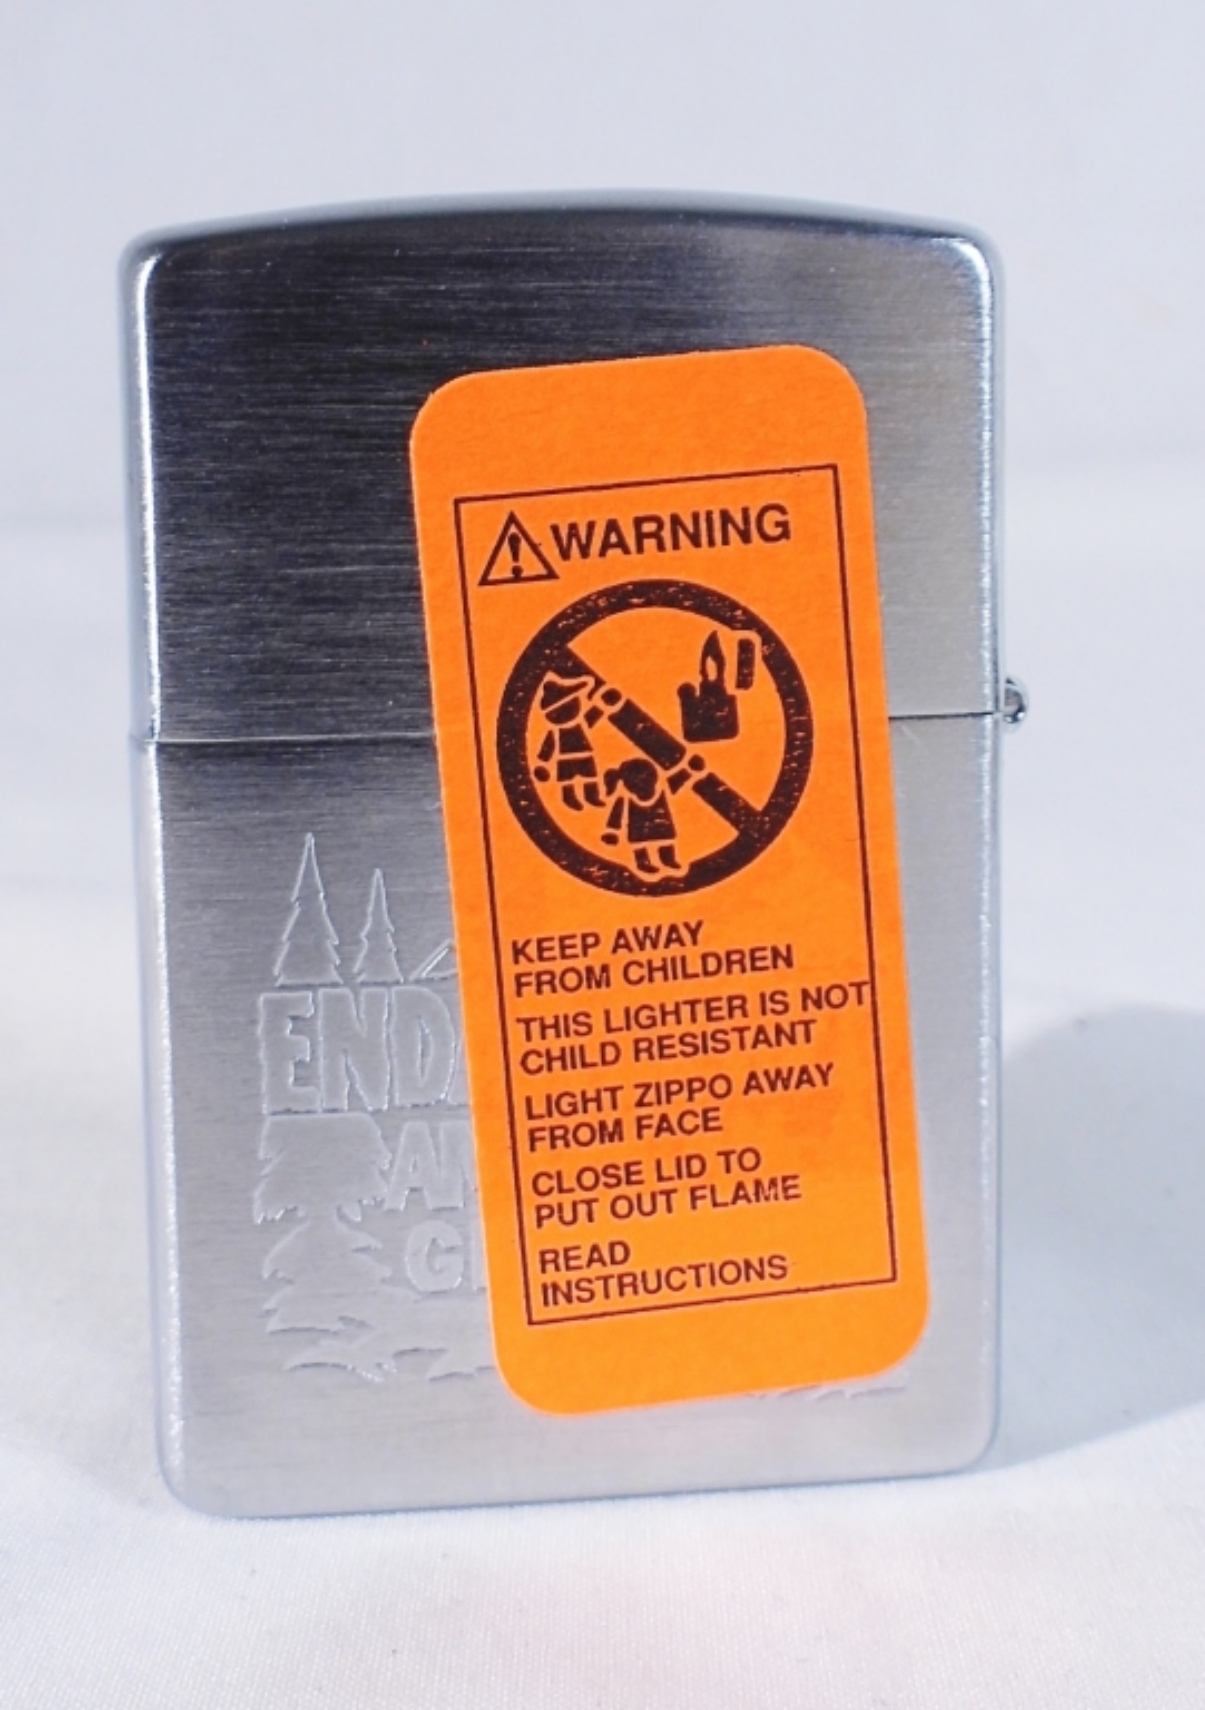 WARNING
KEEP AWAY
FROM CHILDREN
THIS LIGHTER IS NOT
CHILD RESISTANT
LIGHT ZIPPO AWAY
FROM FACE
CLOSE LID TO
PUT OUT FLAME
READ
INSTRUCTIONS